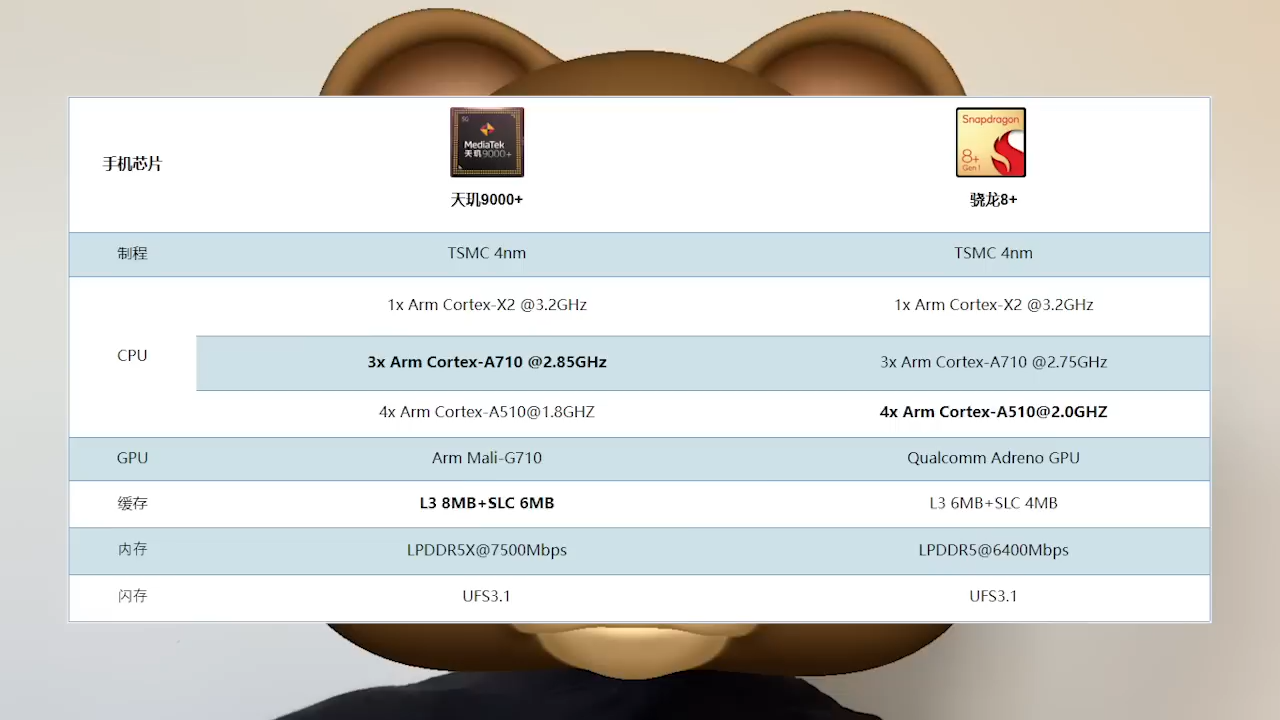 5G
MediaTek
天玑9000+
Snapdragon
8+
Gen 1
手机芯片
天玑9000+
骁龙8+
制程
TSMC 4nm
TSMC 4nm
CPU
1x Arm Cortex-X2 @3.2GHz
1x Arm Cortex-X2 @3.2GHz
3x Arm Cortex-A710 @2.85GHz
3x Arm Cortex-A710 @2.75GHz
4x Arm Cortex-A510@1.8GHZ
4x Arm Cortex-A510@2.0GHZ
GPU
Arm Mali-G710
Qualcomm Adreno GPU
缓存
L3 8MB+SLC 6MB
L3 6MB+SLC 4MB
内存
LPDDR5X@7500Mbps
LPDDR5@6400Mbps
闪存
UFS3.1
UFS3.1